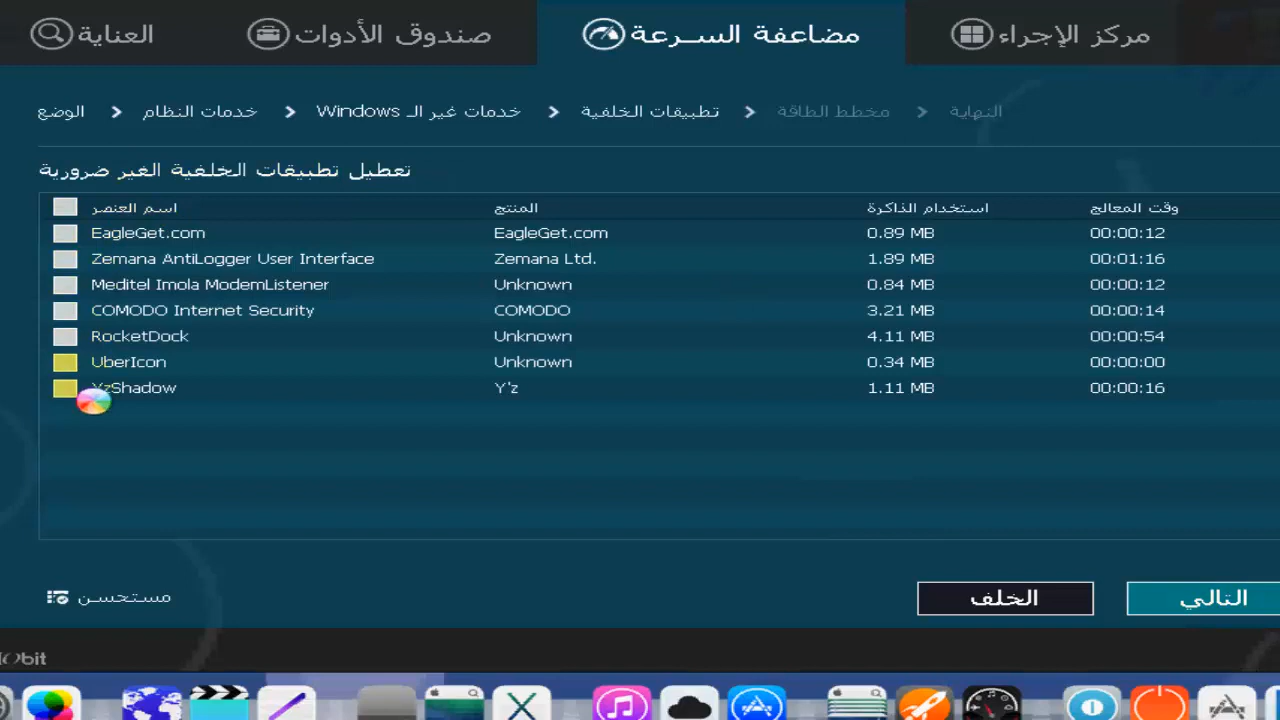 العناية صندوق الأدوات مضاعفة السرعة مركز الإجراء
الوضع > خدمات النظام > خدمات غير الـ Windows > تطبيقات الخلفية > مخطط الطاقة > النهاية
تعطيل تطبيقات الخلفية الغير ضرورية
اسم العنصر المنتج استخدام الذاكرة وقت المعالج
EagleGet.com EagleGet.com 0.89 MB 00:00:12
Zemana AntiLogger User Interface Zemana Ltd. 1.89 MB 00:01:16
Meditel Imola ModemListener Unknown 0.84 MB 00:00:12
COMODO Internet Security COMODO 3.21 MB 00:00:14
RocketDock Unknown 4.11 MB 00:00:54
UberIcon Unknown 0.34 MB 00:00:00
YzShadow Y'z 1.11 MB 00:00:16
مستحسن الخلف التالي
IObit